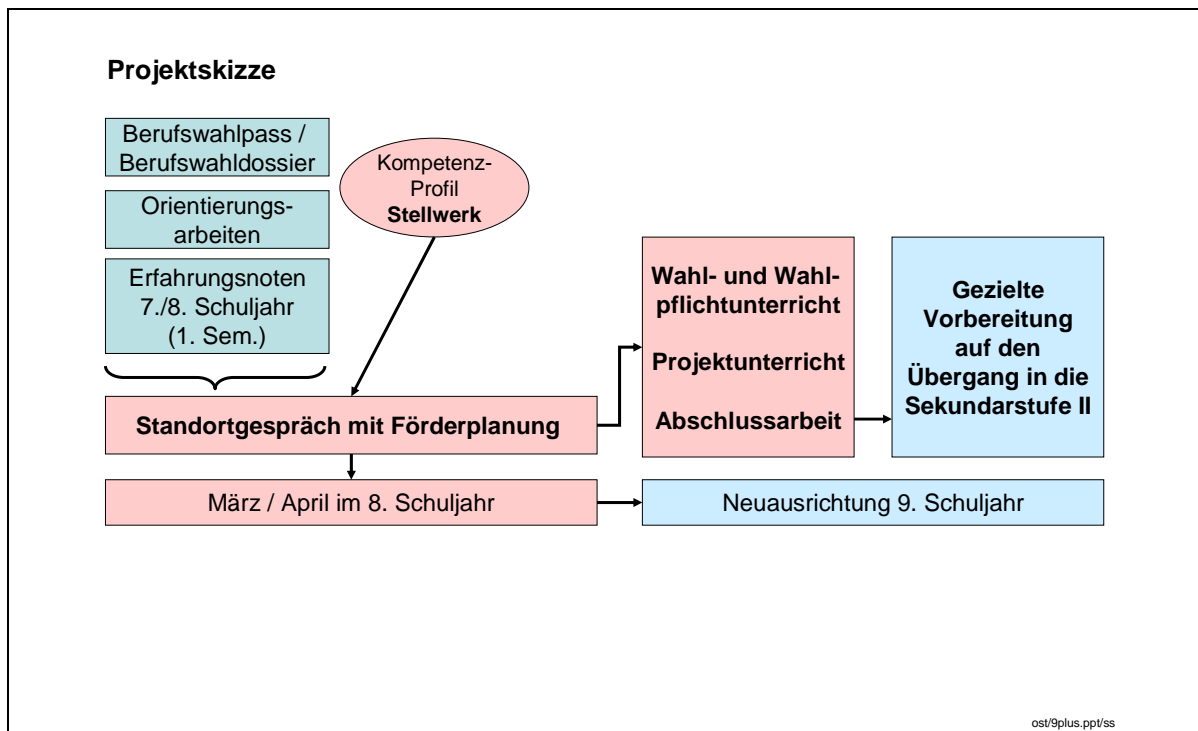 Projektskizze
Berufswahlpass /
Berufswahldossier
Orientierungs-
arbeiten
Erfahrungsnoten
7./8. Schuljahr
(1. Sem.)
Kompetenz-
Profil
Stellwerk
Standortgespräch mit Förderplanung
März / April im 8. Schuljahr
Wahl- und Wahl-
pflichtunterricht
Projektunterricht
Abschlussarbeit
Gezielte
Vorbereitung
auf den
Übergang in die
Sekundarstufe II
Neuausrichtung 9. Schuljahr
ost/9plus.ppt/ss